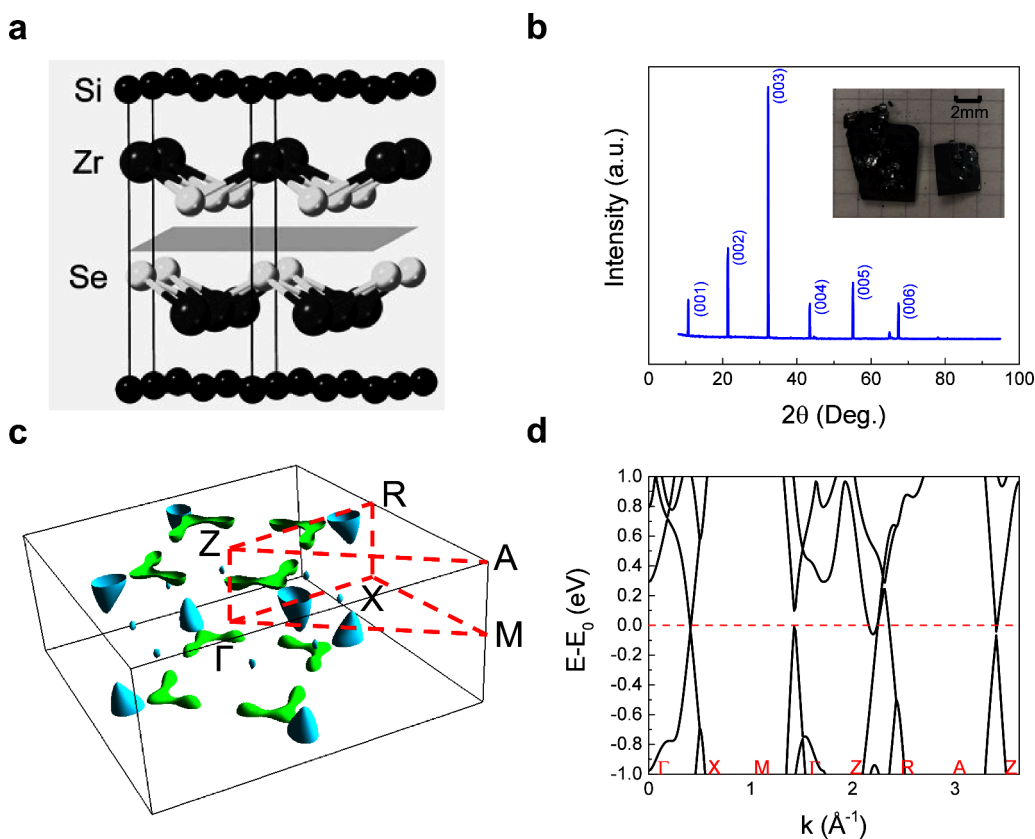 a
Si
Zr
Se
b
Intensity (a.u.)
(001)
(002)
(003)
(004)
(005)
(006)
2mm
0 20 40 60 80 100
2θ (Deg.)
c
R
Z
A
X
M
Γ
d
E-E₀ (eV)
1.0
0.8
0.6
0.4
0.2
0.0
-0.2
-0.4
-0.6
-0.8
-1.0
Γ X M Γ Z R A Z
0 1 2 3
k (Å⁻¹)